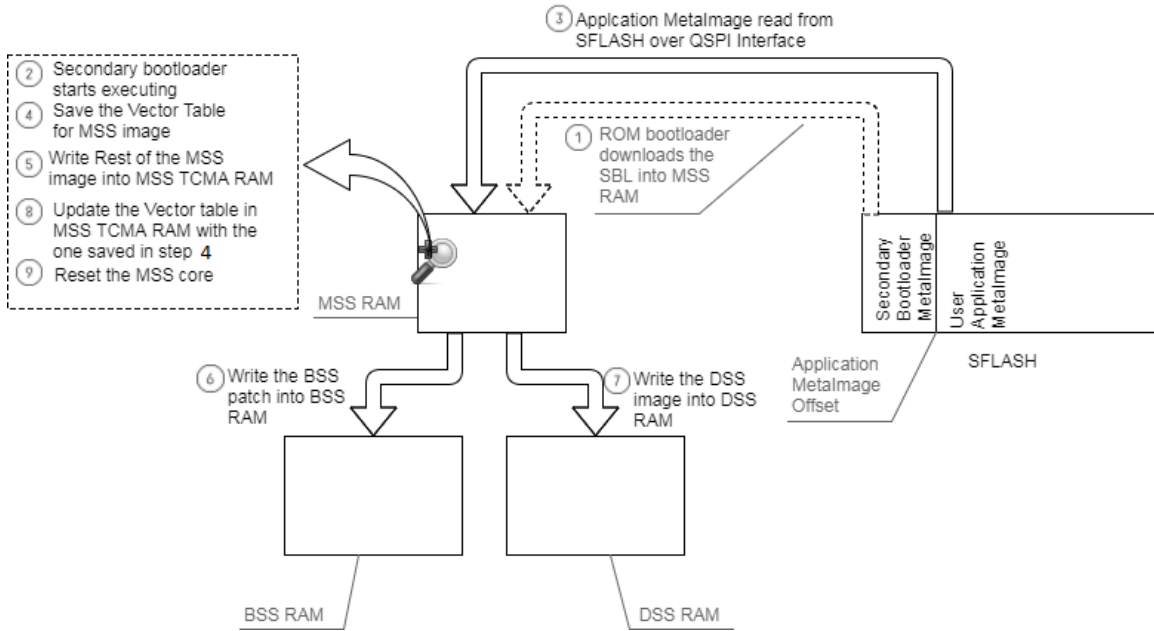 3 Applcation MetaImage read from
SFLASH over QSPI Interface
2 Secondary bootloader
starts executing
4 Save the Vector Table
for MSS image
5 Write Rest of the MSS
image into MSS TCMA RAM
8 Update the Vector table in
MSS TCMA RAM with the
one saved in step 4
9 Reset the MSS core
1 ROM bootloader
downloads the
SBL into MSS
RAM
MSS RAM
Secondary
Bootloader
MetaImage
User
Application
MetaImage
SFLASH
Application
MetaImage
Offset
6 Write the BSS
patch into BSS
RAM
7 Write the DSS
image into DSS
RAM
BSS RAM
DSS RAM